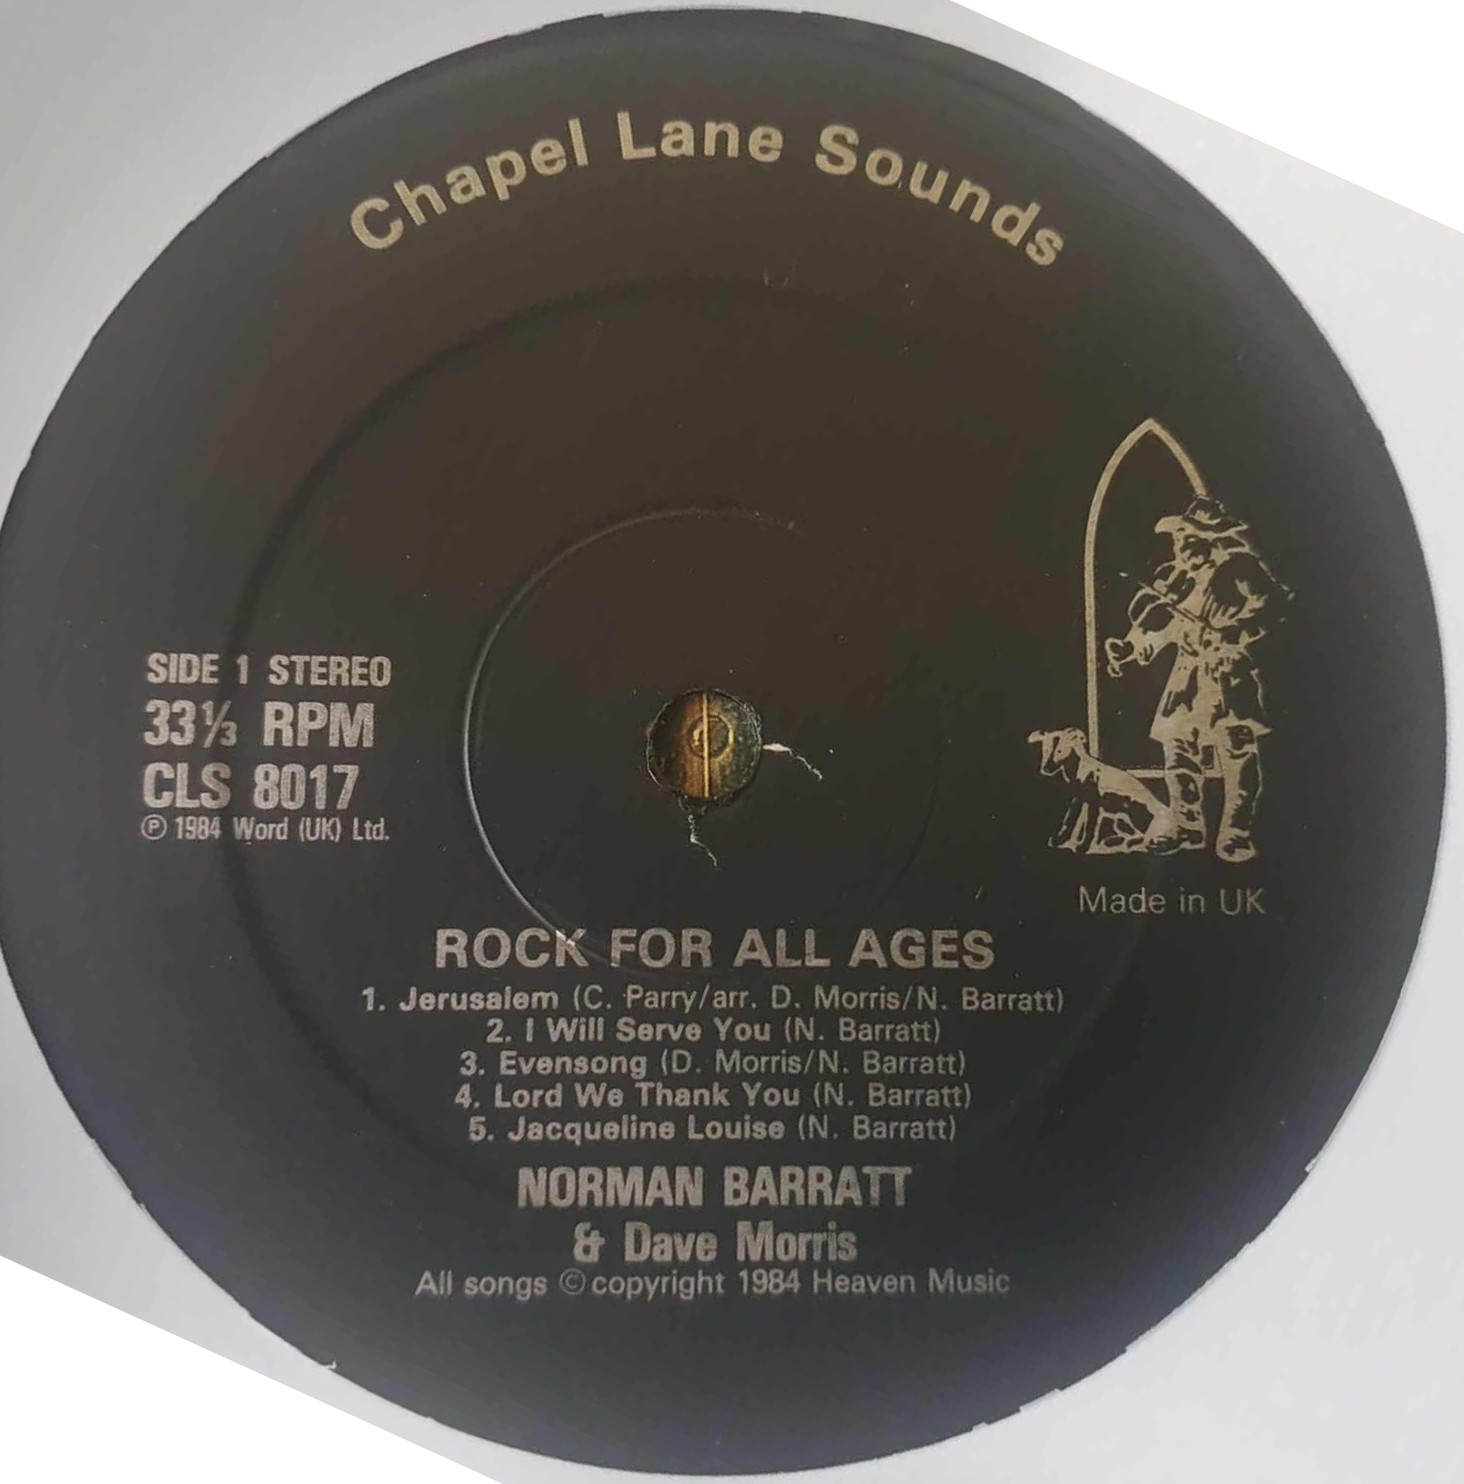 Chapel Lane Sounds
SIDE 1 STEREO
33⅓ RPM
CLS 8017
℗ 1984 Word (UK) Ltd.
Made in UK
ROCK FOR ALL AGES
1. Jerusalem (C. Parry/arr. D. Morris/N. Barratt)
2. I Will Serve You (N. Barratt)
3. Evensong (D. Morris/N. Barratt)
4. Lord We Thank You (N. Barratt)
5. Jacqueline Louise (N. Barratt)
NORMAN BARRATT
& Dave Morris
All songs © copyright 1984 Heaven Music